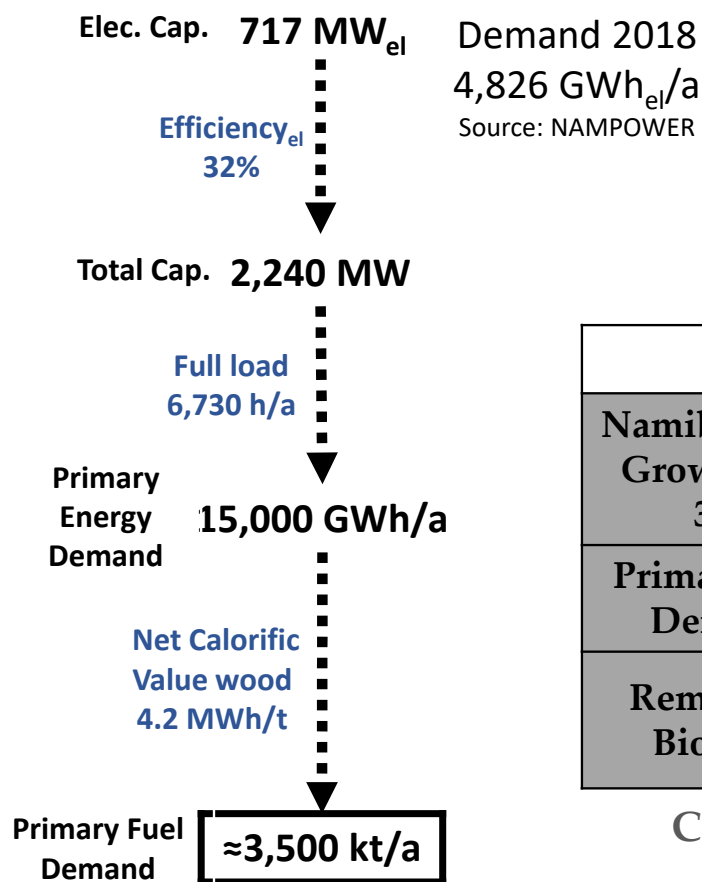 Elec. Cap. 717 MWel
Demand 2018
4,826 GWhel/a
Source: NAMPOWER
Efficiencyel
32%
Total Cap. 2,240 MW
Full load
6,730 h/a
Primary
Energy
Demand
15,000 GWh/a
Net Calorific
Value wood
4.2 MWh/t
Primary Fuel
Demand
≈3,500 kt/a